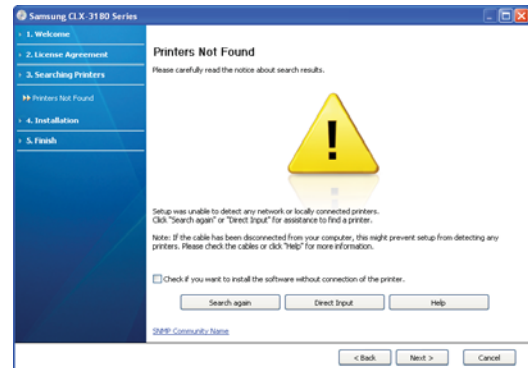 Samsung CLX-3180 Series
1. Welcome
2. License Agreement
3. Searching Printers
Printers Not Found
4. Installation
5. Finish
Printers Not Found
Please carefully read the notice about search results.
!
Setup was unable to detect any network or locally connected printers.
Click "Search again" or "Direct Input" for assistance to find a printer.
Note: If the cable has been disconnected from your computer, this might prevent setup from detecting any
printers. Please check the cables or click "Help" for more information.
Check if you want to install the software without connection of the printer.
Search again
Direct Input
Help
SNMP Community Name
< Back
Next >
Cancel